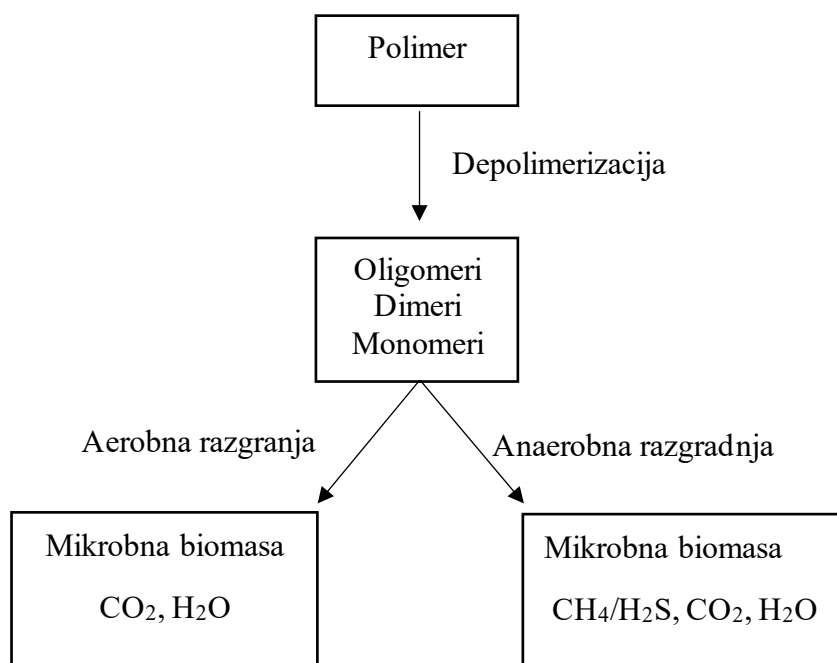 Polimer
Depolimerizacija
Oligomeri
Dimeri
Monomeri
Aerobna razgranja
Anaerobna razgradnja
Mikrobna biomasa
CO₂, H₂O
Mikrobna biomasa
CH₄/H₂S, CO₂, H₂O